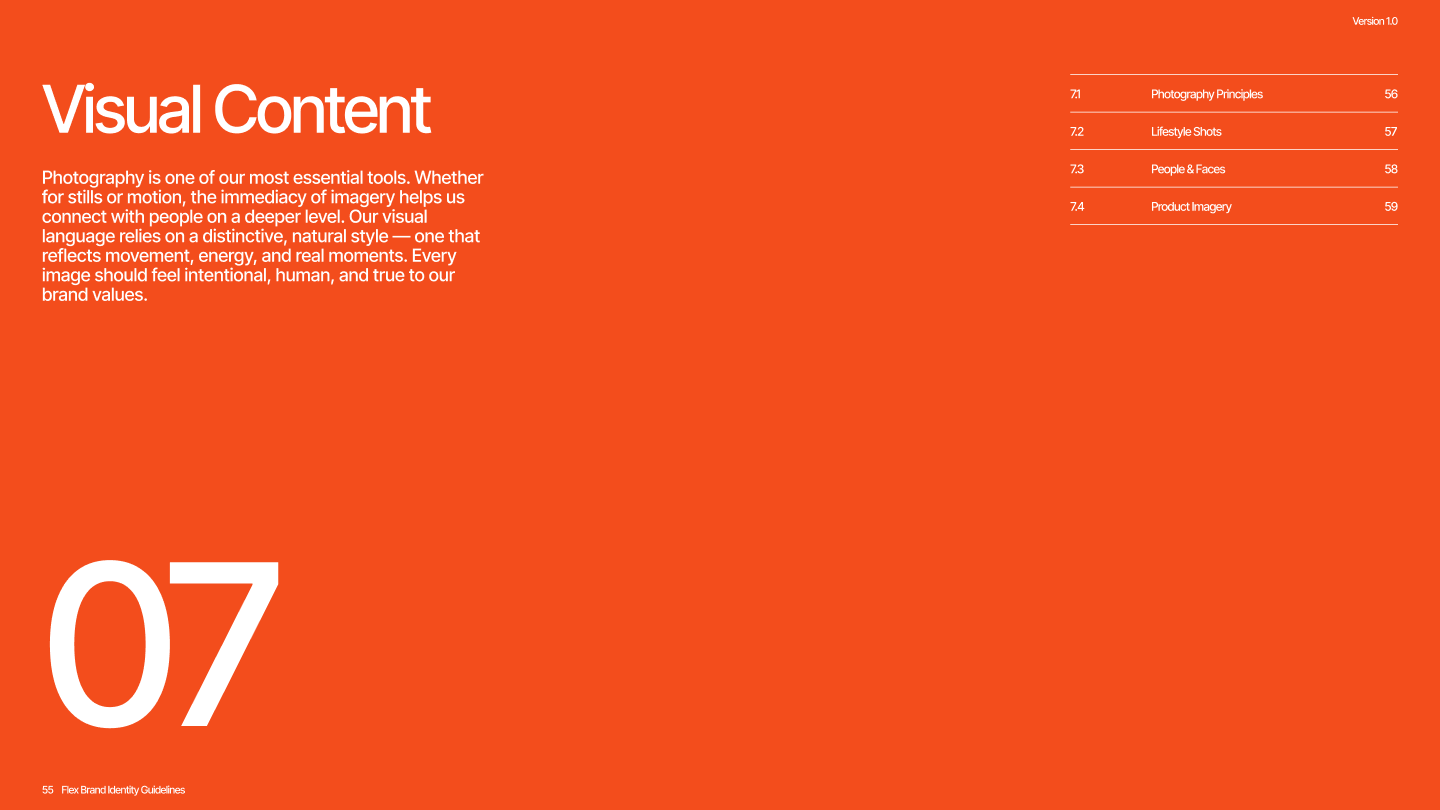 Version 1.0
Visual Content
Photography is one of our most essential tools. Whether
for stills or motion, the immediacy of imagery helps us
connect with people on a deeper level. Our visual
language relies on a distinctive, natural style — one that
reflects movement, energy, and real moments. Every
image should feel intentional, human, and true to our
brand values.
7.1 Photography Principles 56
7.2 Lifestyle Shots 57
7.3 People & Faces 58
7.4 Product Imagery 59
07
55 Flex Brand Identity Guidelines